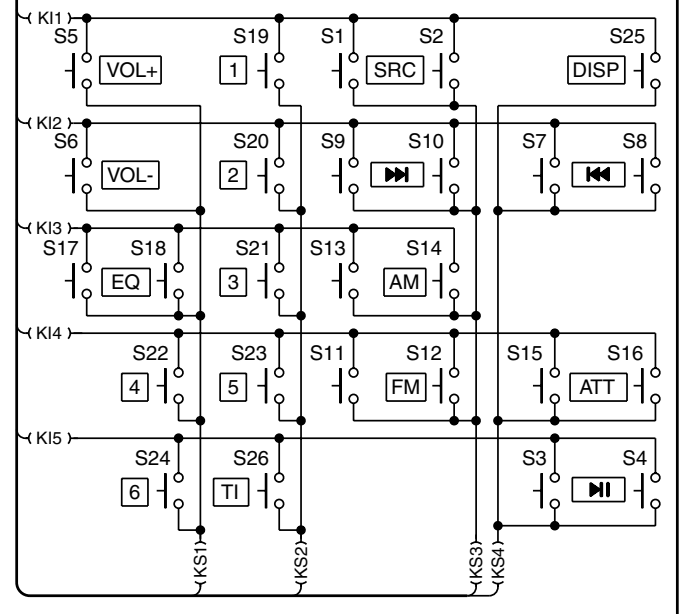 KI1
S5 S19 S1 S2 S25
VOL+ 1 SRC DISP
KI2
S6 S20 S9 S10 S7 S8
VOL- 2
KI3
S17 S18 S21 S13 S14
EQ 3 AM
KI4
S22 S23 S11 S12 S15 S16
4 5 FM ATT
KI5
S24 S26 S3 S4
6 TI
KS1 KS2 KS3 KS4